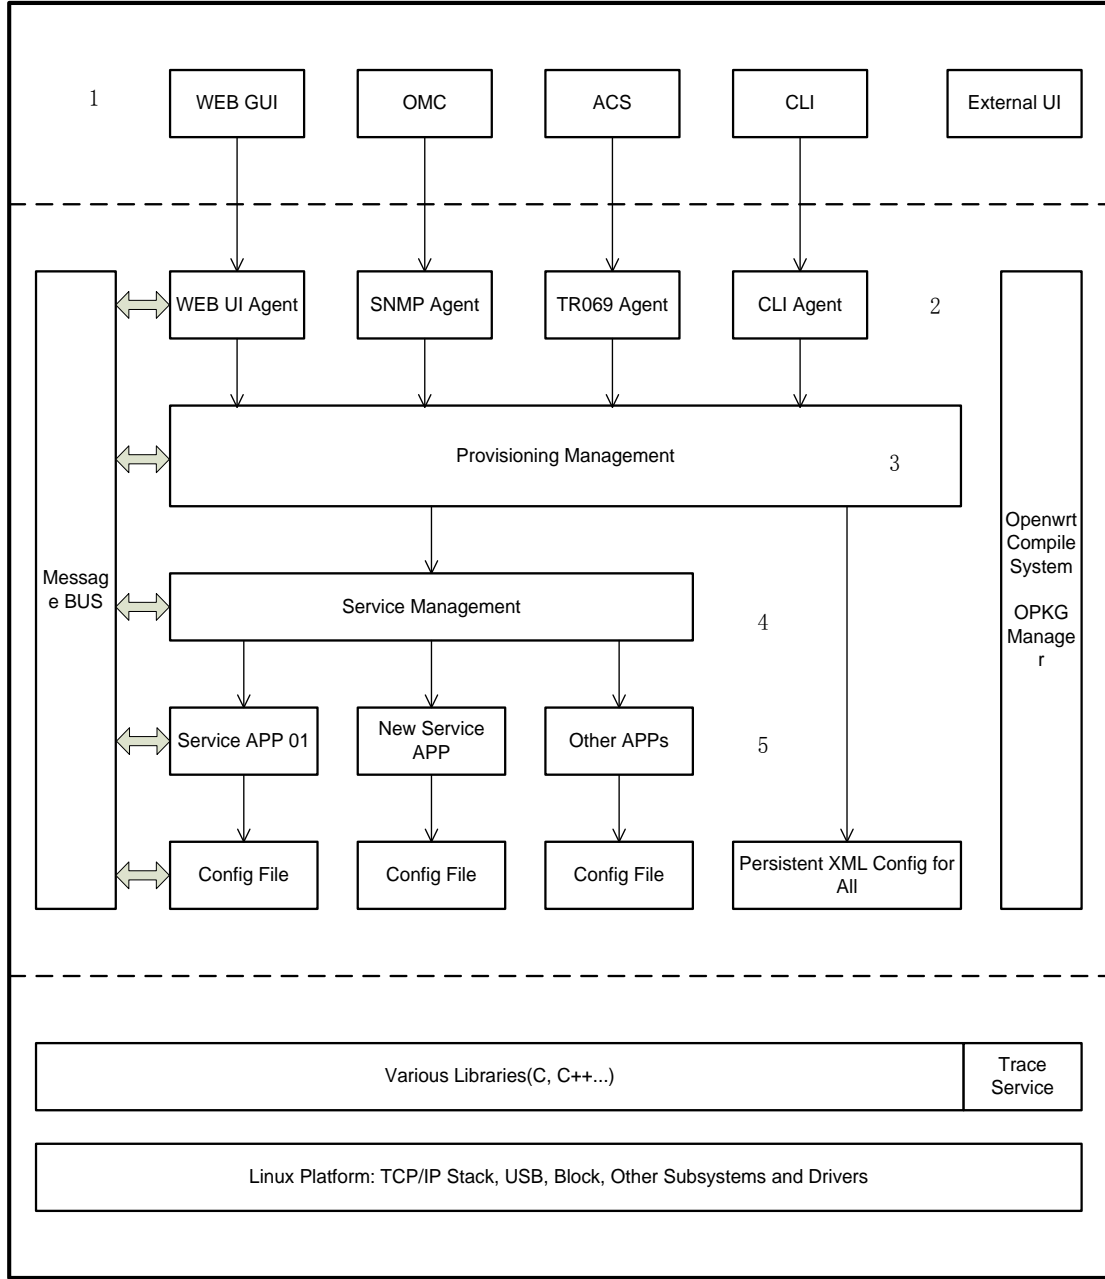 1
WEB GUI
OMC
ACS
CLI
External UI
WEB UI Agent
SNMP Agent
TR069 Agent
CLI Agent
2
Provisioning Management
3
Messag
e BUS
Openwrt
Compile
System
OPKG
Manage
r
Service Management
4
Service APP 01
New Service
APP
Other APPs
5
Config File
Config File
Config File
Persistent XML Config for
All
Various Libraries(C, C++...)
Trace
Service
Linux Platform: TCP/IP Stack, USB, Block, Other Subsystems and Drivers